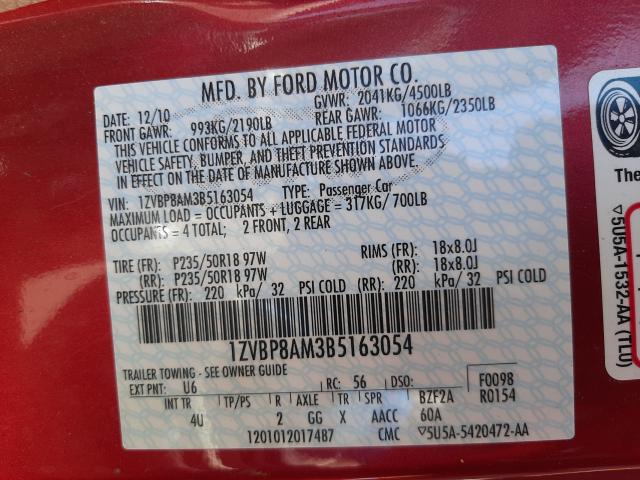 MFD. BY FORD MOTOR CO.
DATE: 12/10 GVWR: 2041KG/4500LB
FRONT GAWR: 993KG/2190LB REAR GAWR: 1066KG/2350LB
THIS VEHICLE CONFORMS TO ALL APPLICABLE FEDERAL MOTOR
VEHICLE SAFETY, BUMPER, AND THEFT PREVENTION STANDARDS
IN EFFECT ON THE DATE OF MANUFACTURE SHOWN ABOVE.
VIN: 1ZVBP8AM3B5163054 TYPE: Passenger Car
MAXIMUM LOAD = OCCUPANTS + LUGGAGE = 317KG/700LB
OCCUPANTS = 4 TOTAL; 2 FRONT, 2 REAR
TIRE (FR): P235/50R18 97W RIMS (FR): 18x8.0J
(RR): P235/50R18 97W (RR): 18x8.0J
PRESSURE (FR): 220 kPa/ 32 PSI COLD (RR): 220 kPa/ 32 PSI COLD
1ZVBP8AM3B5163054
TRAILER TOWING - SEE OWNER GUIDE
EXT PNT: U6 RC: 56 DSO: F0098
INT TR TP/PS R AXLE TR SPR BZF2A R0154
4U 2 GG X AACC 60A
1201012017487 CMC ▽5U5A-5420472-AA
The
▽5U5A-1532-AA (TLU)